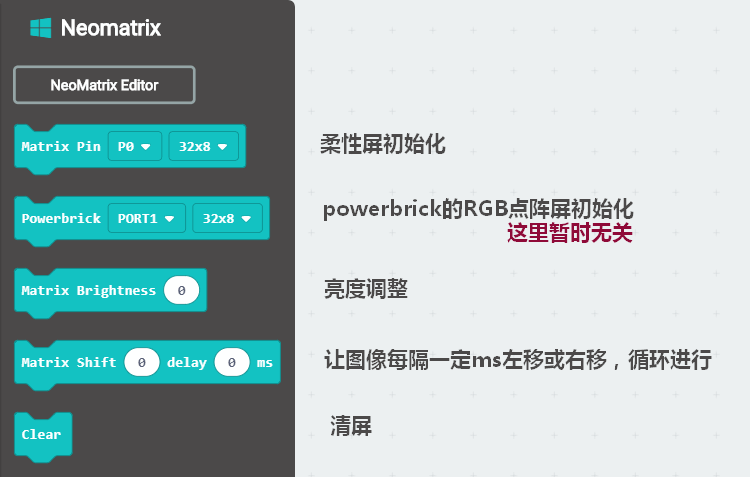 Neomatrix
NeoMatrix Editor
Matrix Pin P0 32x8
柔性屏初始化
Powerbrick PORT1 32x8
powerbrick的RGB点阵屏初始化
这里暂时无关
Matrix Brightness 0
亮度调整
Matrix Shift 0 delay 0 ms
让图像每隔一定ms左移或右移，循环进行
Clear
清屏